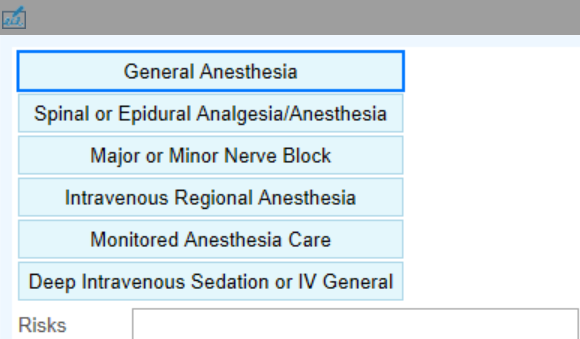 General Anesthesia
Spinal or Epidural Analgesia/Anesthesia
Major or Minor Nerve Block
Intravenous Regional Anesthesia
Monitored Anesthesia Care
Deep Intravenous Sedation or IV General
Risks